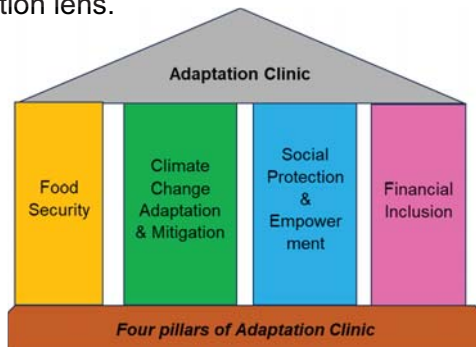 tion lens.
Adaptation Clinic
Food
Security
Climate
Change
Adaptation
& Mitigation
Social
Protection
&
Empower
ment
Financial
Inclusion
Four pillars of Adaptation Clinic